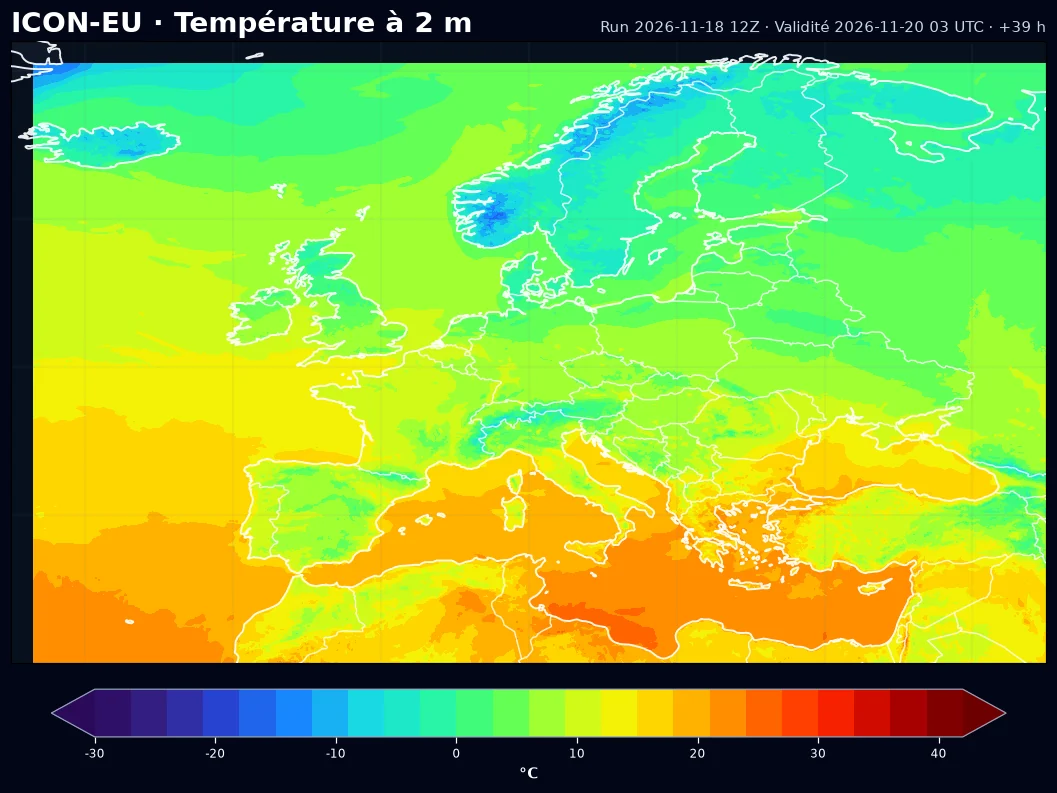 ICON-EU · Température à 2 m
Run 2026-11-18 12Z · Validité 2026-11-20 03 UTC · +39 h
-30 -20 -10 0 10 20 30 40
°C